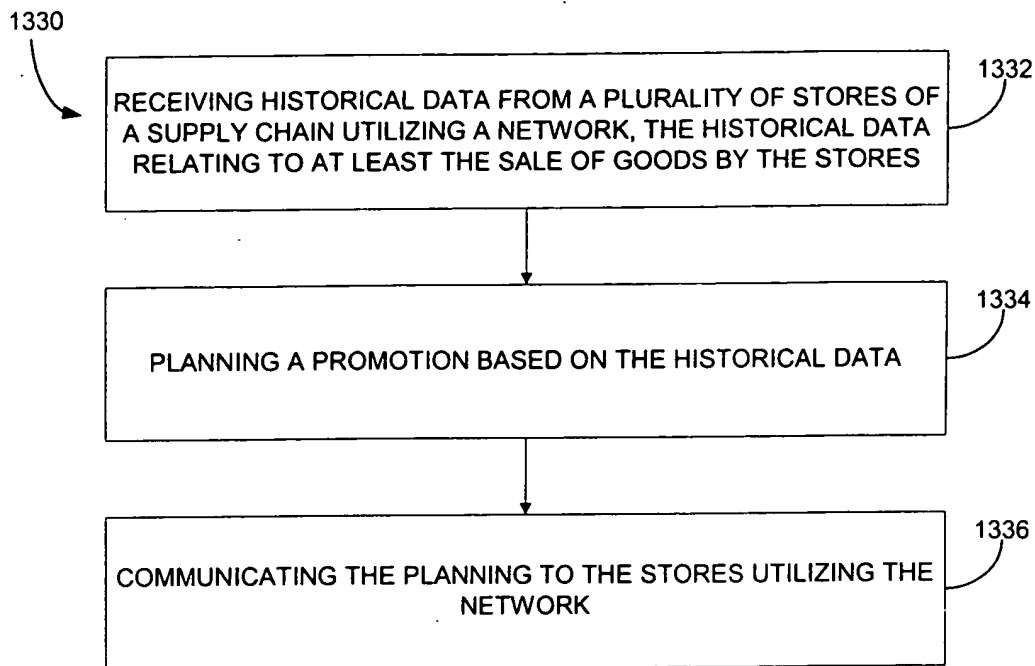 1330
1332
RECEIVING HISTORICAL DATA FROM A PLURALITY OF STORES OF
A SUPPLY CHAIN UTILIZING A NETWORK, THE HISTORICAL DATA
RELATING TO AT LEAST THE SALE OF GOODS BY THE STORES
1334
PLANNING A PROMOTION BASED ON THE HISTORICAL DATA
1336
COMMUNICATING THE PLANNING TO THE STORES UTILIZING THE
NETWORK